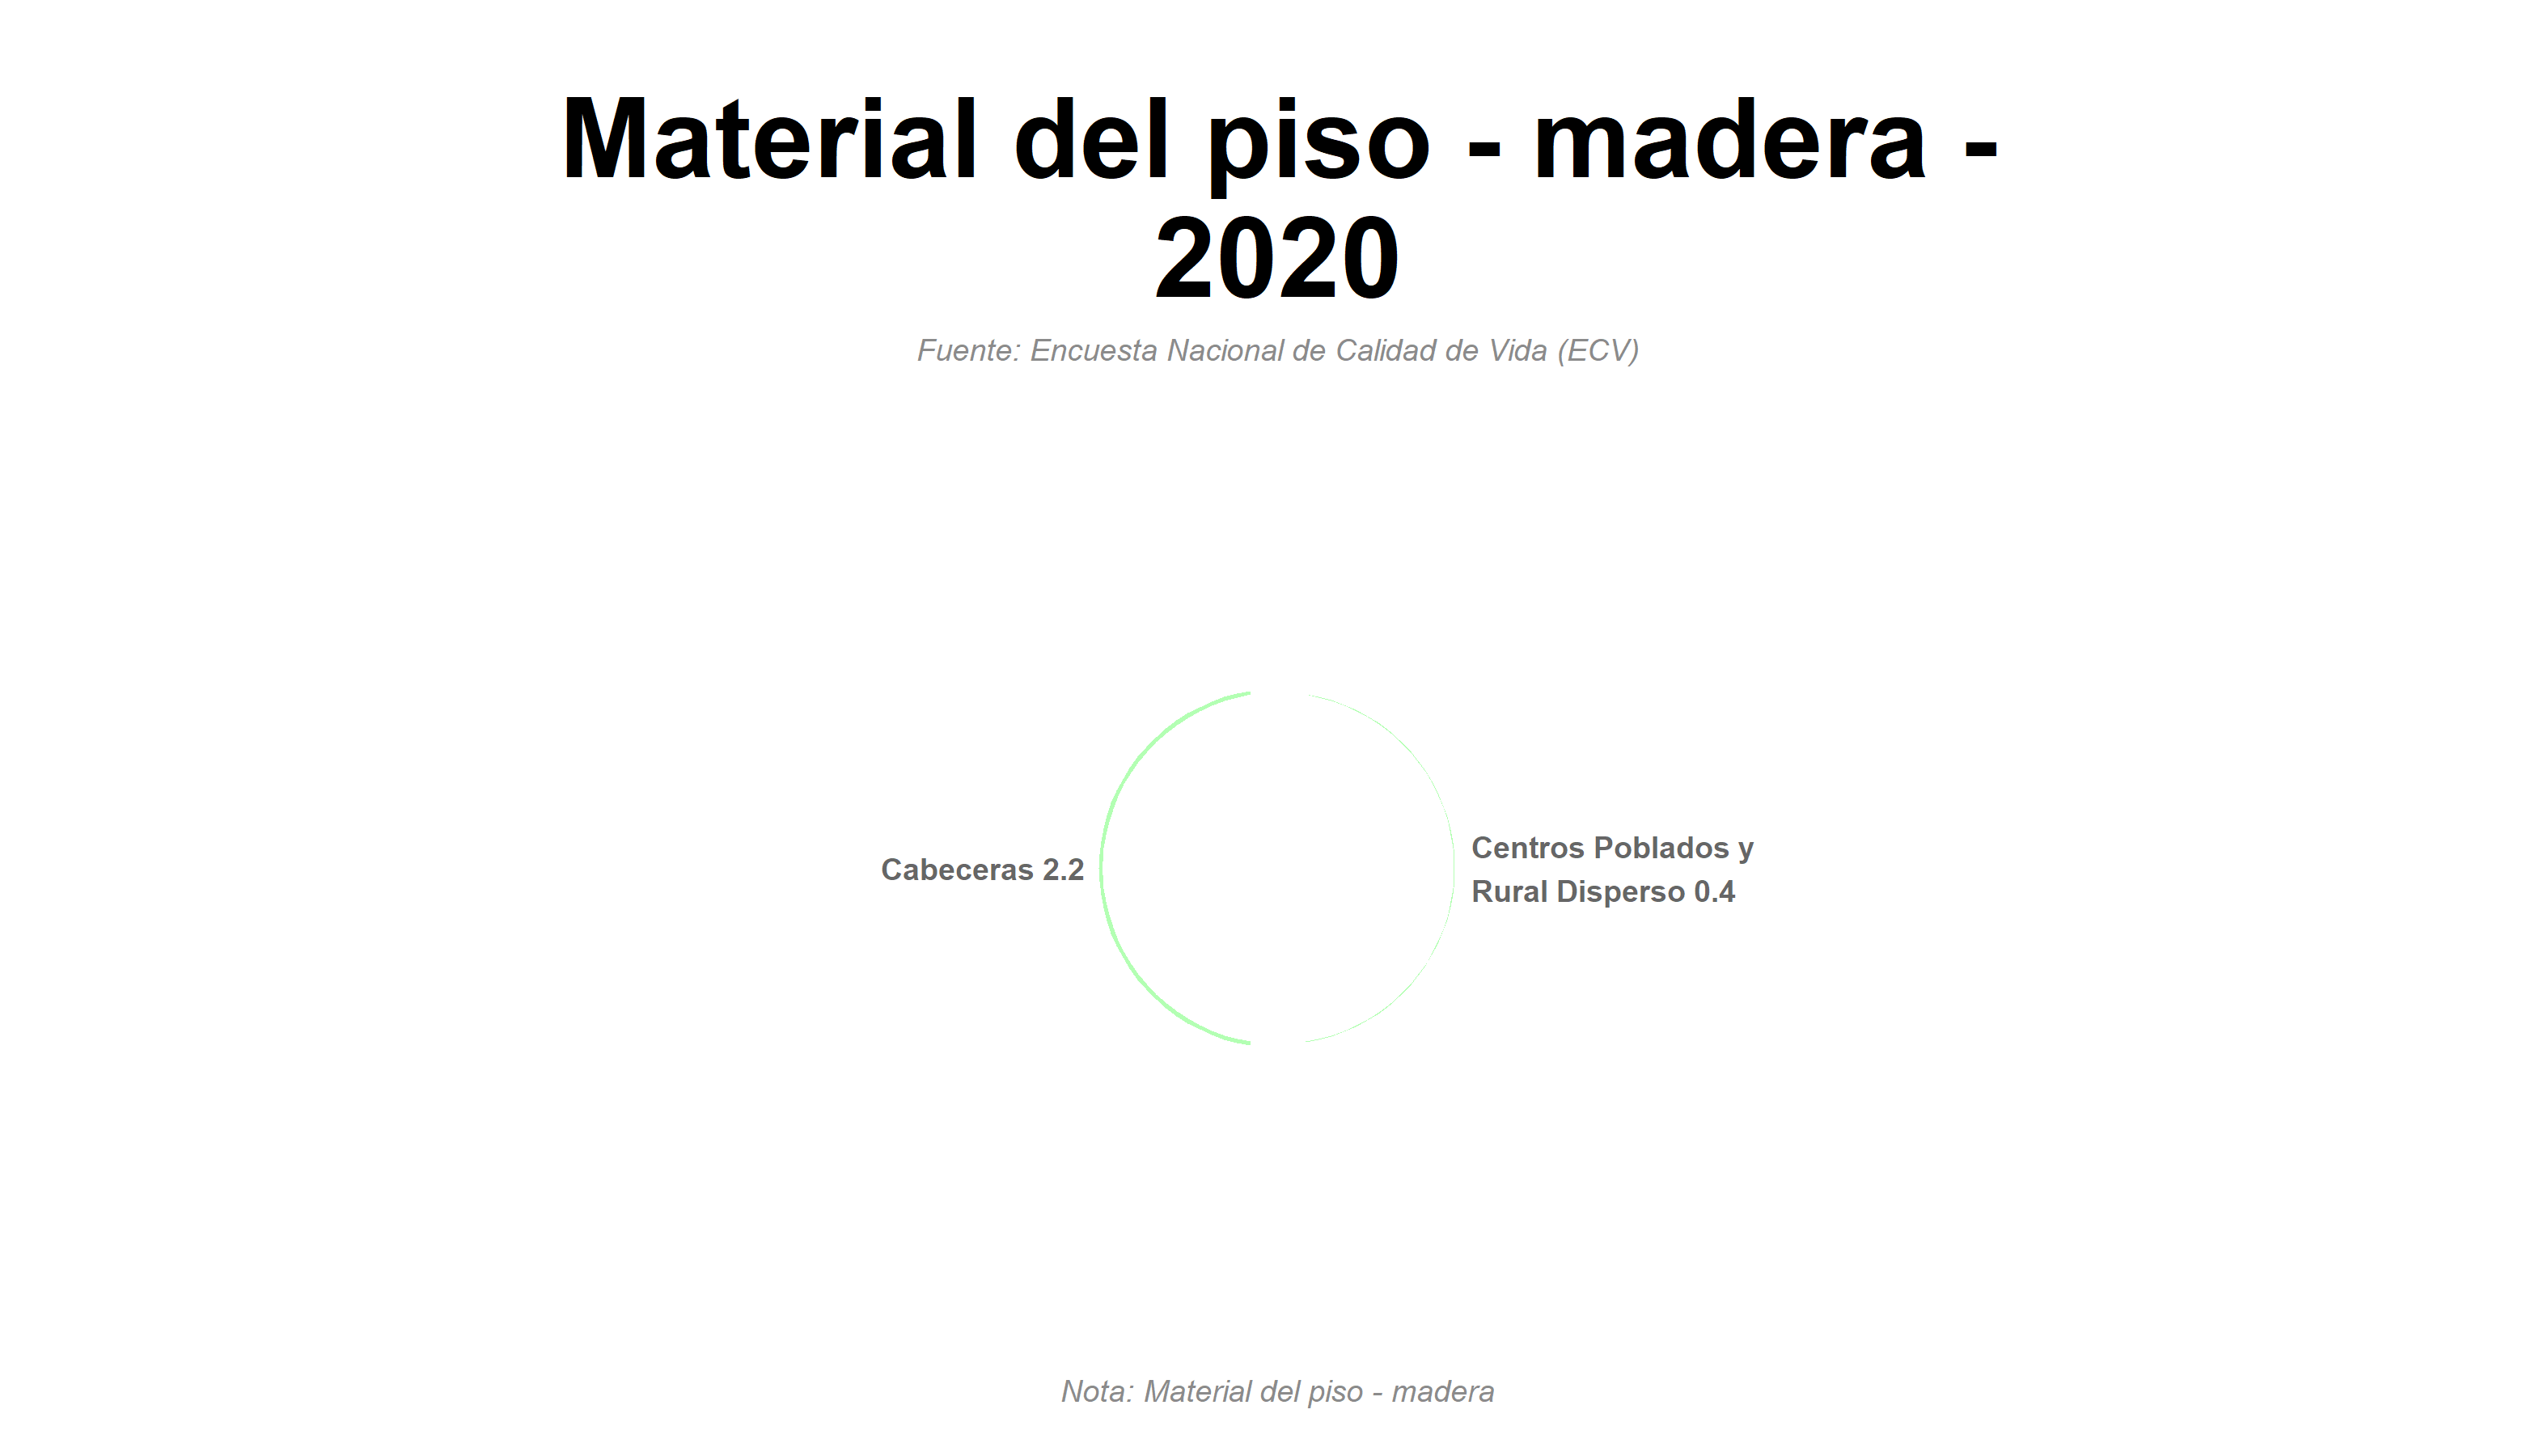 Material del piso - madera -
2020
Fuente: Encuesta Nacional de Calidad de Vida (ECV)
Cabeceras 2.2
Centros Poblados y
Rural Disperso 0.4
Nota: Material del piso - madera